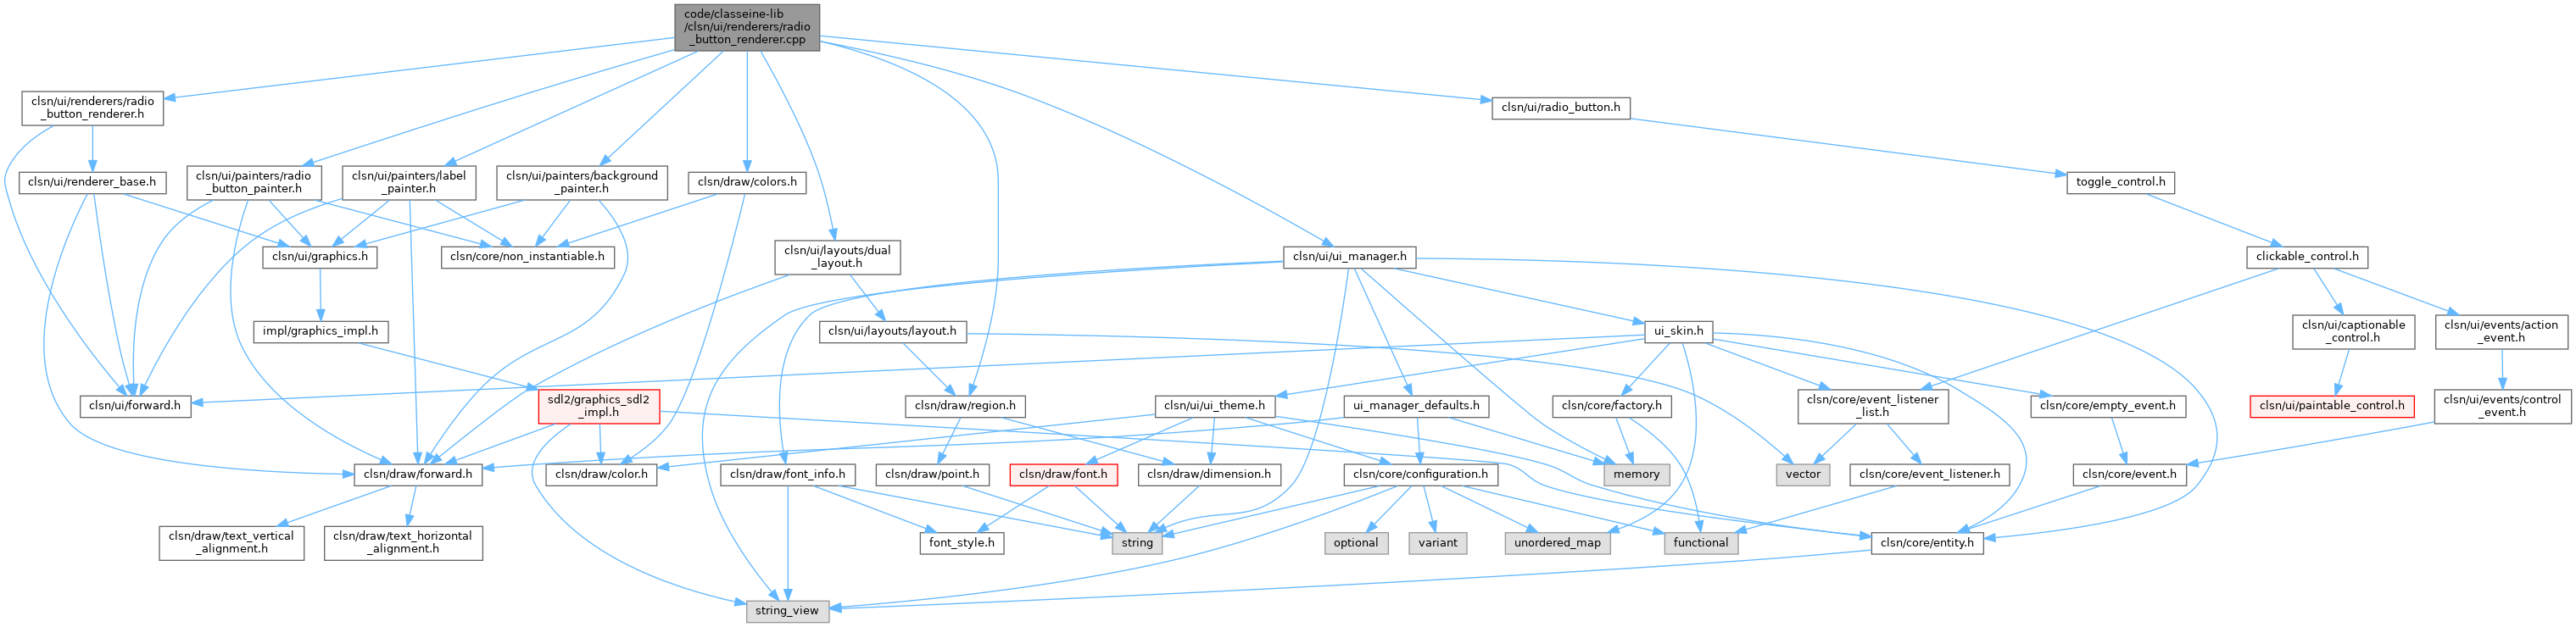 code/classeine-lib
/clsn/ui/renderers/radio
_button_renderer.cpp
clsn/ui/renderers/radio
_button_renderer.h
clsn/ui/radio_button.h
clsn/ui/renderer_base.h
clsn/ui/painters/radio
_button_painter.h
clsn/ui/painters/label
_painter.h
clsn/ui/painters/background
_painter.h
clsn/draw/colors.h
toggle_control.h
clsn/ui/graphics.h
clsn/core/non_instantiable.h
clsn/ui/layouts/dual
_layout.h
clsn/ui/ui_manager.h
clickable_control.h
impl/graphics_impl.h
clsn/ui/layouts/layout.h
ui_skin.h
clsn/ui/captionable
_control.h
clsn/ui/events/action
_event.h
clsn/ui/forward.h
sdl2/graphics_sdl2
_impl.h
clsn/draw/region.h
clsn/ui/ui_theme.h
ui_manager_defaults.h
clsn/core/factory.h
clsn/core/event_listener
_list.h
clsn/core/empty_event.h
clsn/ui/paintable_control.h
clsn/ui/events/control
_event.h
clsn/draw/forward.h
clsn/draw/color.h
clsn/draw/font_info.h
clsn/draw/point.h
clsn/draw/font.h
clsn/draw/dimension.h
clsn/core/configuration.h
memory
vector
clsn/core/event_listener.h
clsn/core/event.h
clsn/draw/text_vertical
_alignment.h
clsn/draw/text_horizontal
_alignment.h
font_style.h
string
optional
variant
unordered_map
functional
clsn/core/entity.h
string_view